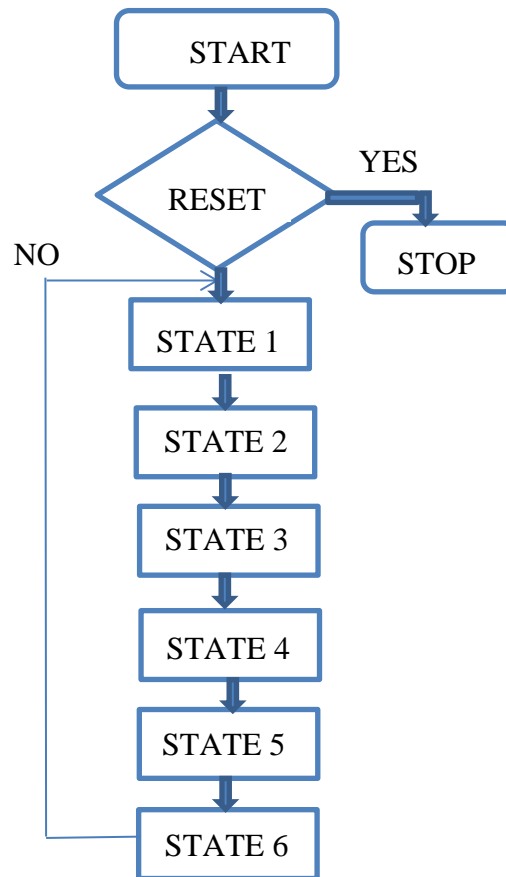 START
YES
RESET
NO
STOP
STATE 1
STATE 2
STATE 3
STATE 4
STATE 5
STATE 6